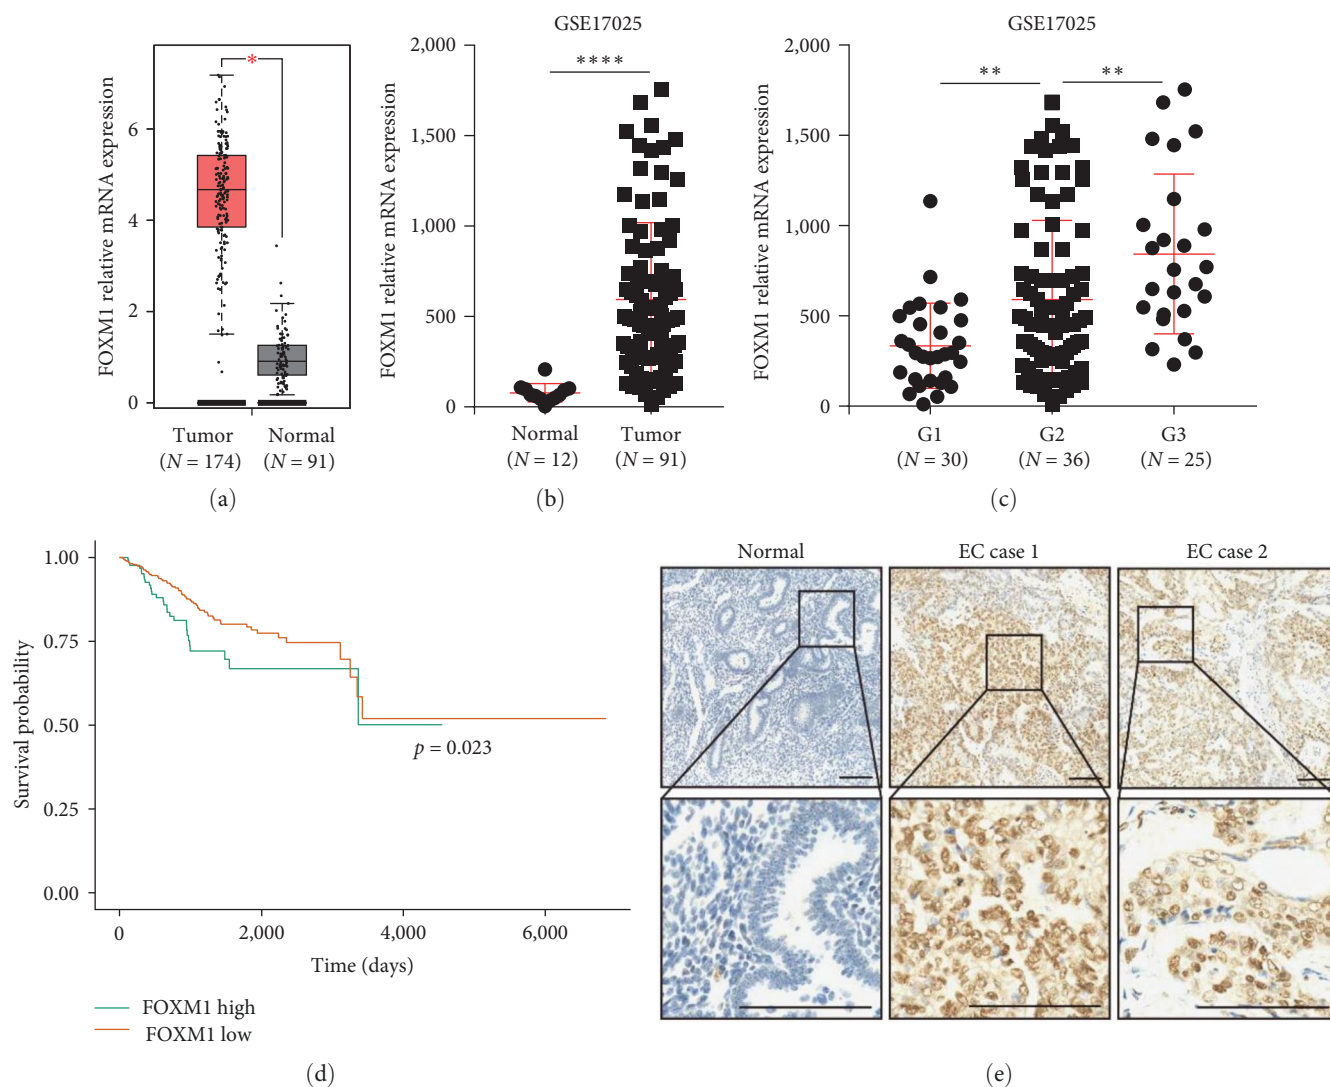 FOXM1 relative mRNA expression
6
4
2
0
*
Tumor
(N = 174)
Normal
(N = 91)
(a)
GSE17025
FOXM1 relative mRNA expression
2,000
1,500
1,000
500
0
****
Normal
(N = 12)
Tumor
(N = 91)
(b)
GSE17025
FOXM1 relative mRNA expression
2,000
1,500
1,000
500
0
**
**
G1
(N = 30)
G2
(N = 36)
G3
(N = 25)
(c)
Survival probability
1.00
0.75
0.50
0.25
0.00
p = 0.023
0
2,000
4,000
6,000
Time (days)
FOXM1 high
FOXM1 low
(d)
Normal
EC case 1
EC case 2
(e)